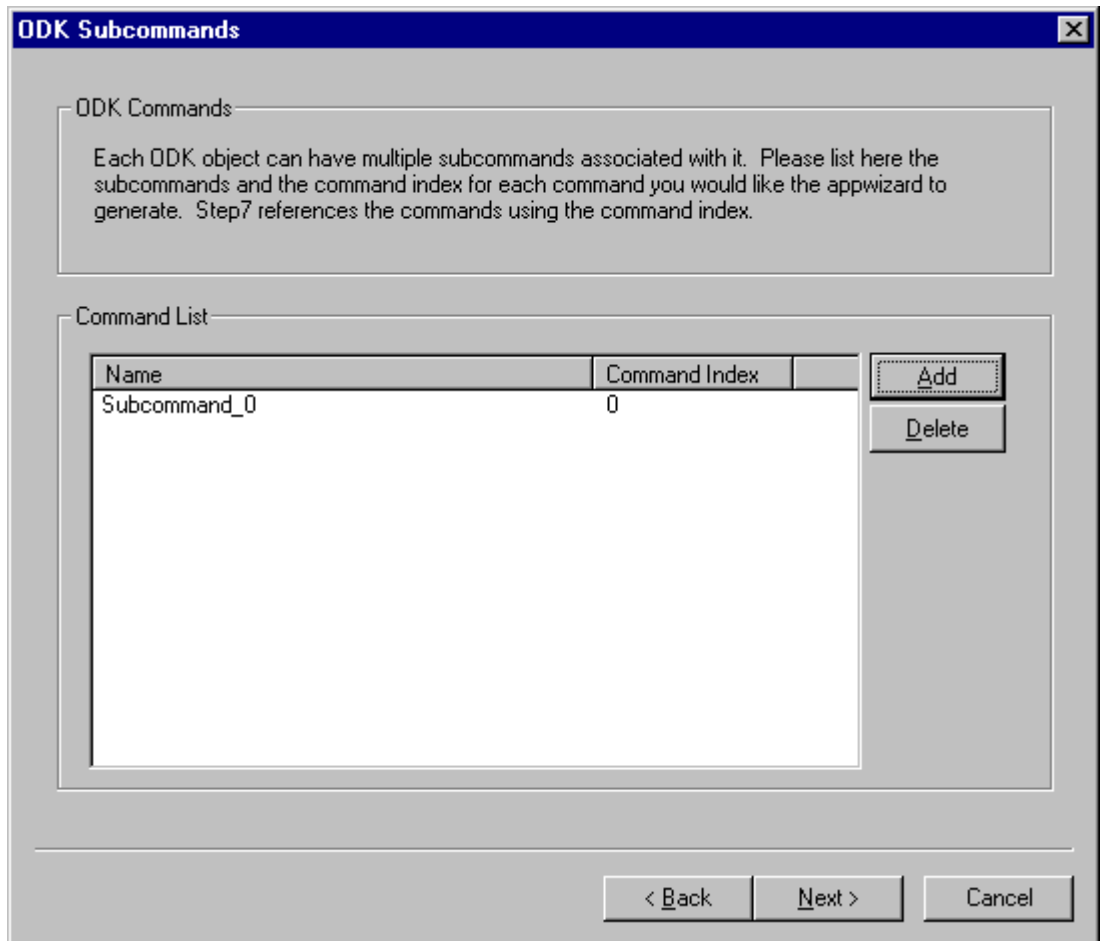 ODK Subcommands
ODK Commands
Each ODK object can have multiple subcommands associated with it.  Please list here the
subcommands and the command index for each command you would like the appwizard to
generate.  Step7 references the commands using the command index.
Command List
Name Command Index
Add
Subcommand_0 0
Delete
< Back Next > Cancel